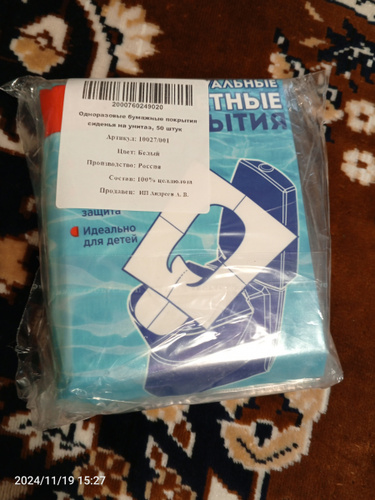 2000760249020
Одноразовые бумажные покрытия
сиденья на унитаз, 50 штук
Артикул: 10027/001
Цвет: Белый
Производство: Россия
Состав: 100% целлюлоза
Продавец: ИП Андреев А. В.
АЛЬНЫЕ
ТНЫЕ
ЫТИЯ
защита
Идеально
для детей
2024/11/19 15:27